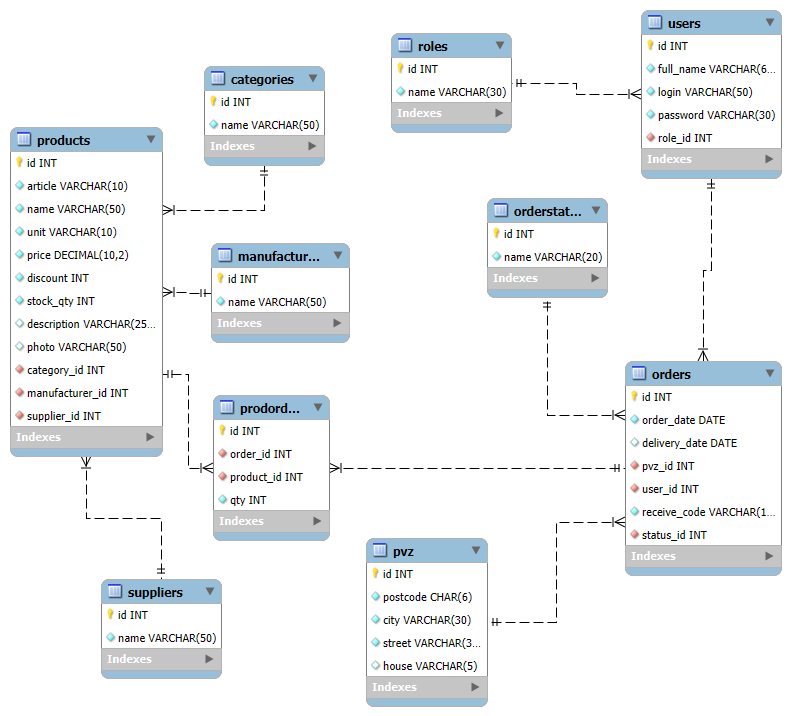 products
id INT
article VARCHAR(10)
name VARCHAR(50)
unit VARCHAR(10)
price DECIMAL(10,2)
discount INT
stock_qty INT
description VARCHAR(25...
photo VARCHAR(50)
category_id INT
manufacturer_id INT
supplier_id INT
Indexes
categories
id INT
name VARCHAR(50)
Indexes
manufactur...
id INT
name VARCHAR(50)
Indexes
prodord...
id INT
order_id INT
product_id INT
qty INT
Indexes
suppliers
id INT
name VARCHAR(50)
Indexes
roles
id INT
name VARCHAR(30)
Indexes
users
id INT
full_name VARCHAR(6...
login VARCHAR(50)
password VARCHAR(30)
role_id INT
Indexes
orderstat...
id INT
name VARCHAR(20)
Indexes
orders
id INT
order_date DATE
delivery_date DATE
pvz_id INT
user_id INT
receive_code VARCHAR(1...
status_id INT
Indexes
pvz
id INT
postcode CHAR(6)
city VARCHAR(30)
street VARCHAR(3...
house VARCHAR(5)
Indexes